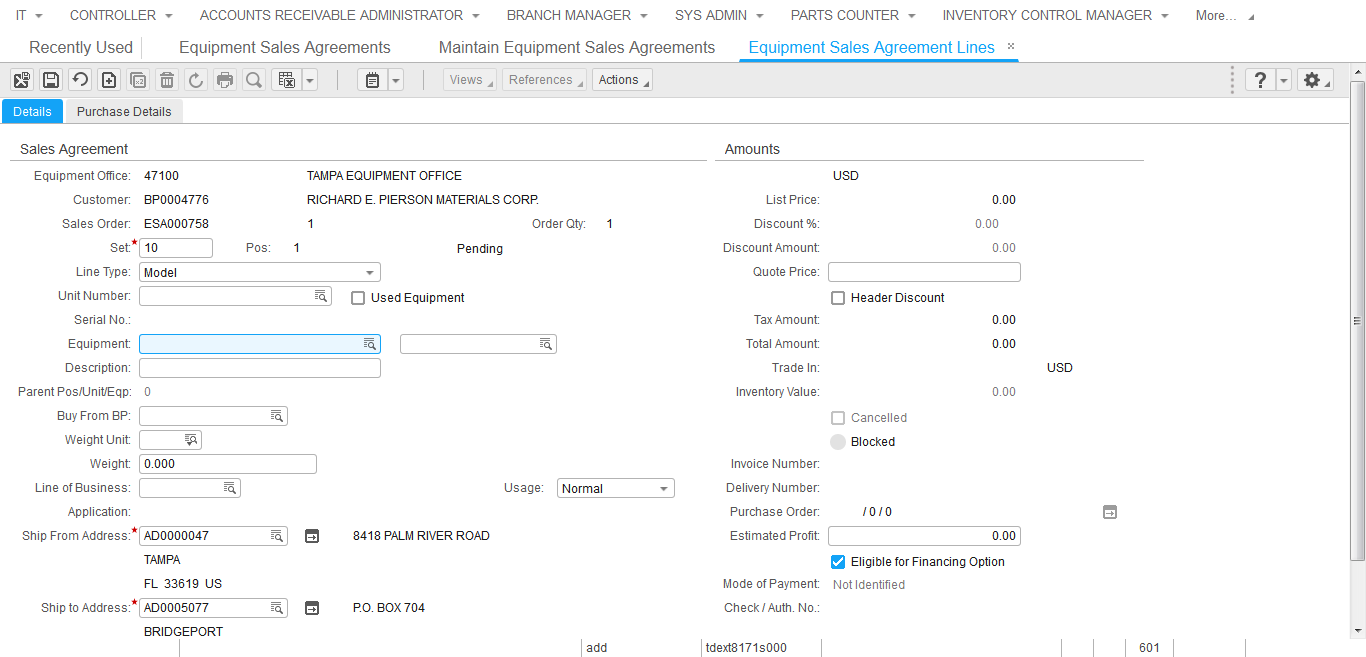 IT CONTROLLER ACCOUNTS RECEIVABLE ADMINISTRATOR BRANCH MANAGER SYS ADMIN PARTS COUNTER INVENTORY CONTROL MANAGER More...
Recently Used Equipment Sales Agreements Maintain Equipment Sales Agreements Equipment Sales Agreement Lines ×
Views References Actions ?
Details Purchase Details
Sales Agreement
Equipment Office: 47100 TAMPA EQUIPMENT OFFICE
Customer: BP0004776 RICHARD E. PIERSON MATERIALS CORP.
Sales Order: ESA000758 1 Order Qty: 1
Set:* 10 Pos: 1 Pending
Line Type: Model
Unit Number: Used Equipment
Serial No.:
Equipment:
Description:
Parent Pos/Unit/Eqp: 0
Buy From BP:
Weight Unit:
Weight: 0.000
Line of Business: Usage: Normal
Application:
Ship From Address:* AD0000047 8418 PALM RIVER ROAD
TAMPA
FL 33619 US
Ship to Address:* AD0005077 P.O. BOX 704
BRIDGEPORT
Amounts
USD
List Price: 0.00
Discount %: 0.00
Discount Amount: 0.00
Quote Price:
Header Discount
Tax Amount: 0.00
Total Amount: 0.00
Trade In: USD
Inventory Value: 0.00
Cancelled
Blocked
Invoice Number:
Delivery Number:
Purchase Order: / 0 / 0
Estimated Profit: 0.00
Eligible for Financing Option
Mode of Payment: Not Identified
Check / Auth. No.:
add tdext8171s000 601